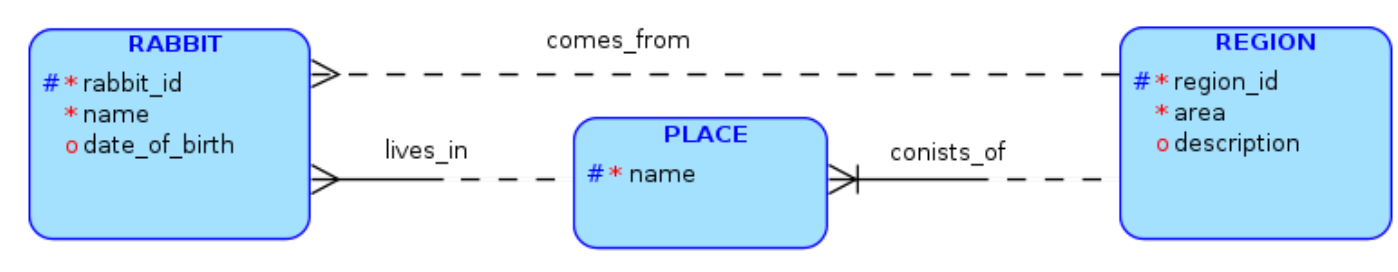 RABBIT
# * rabbit_id
* name
o date_of_birth
comes_from
lives_in
PLACE
# * name
conists_of
REGION
# * region_id
* area
o description